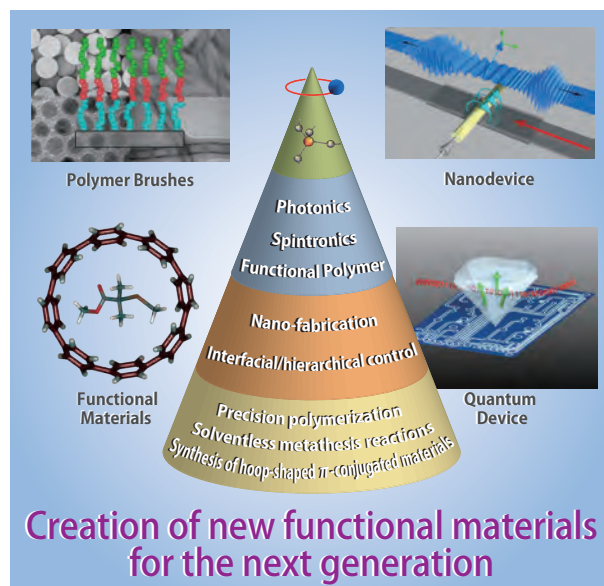 Polymer Brushes
Nanodevice
Photonics
Spintronics
Functional Polymer
Nano-fabrication
Interfacial/hierarchical control
Functional
Materials
Quantum
Device
Precision polymerization
Solventless metathesis reactions
Synthesis of hoop-shaped π-conjugated materials
Creation of new functional materials
for the next generation